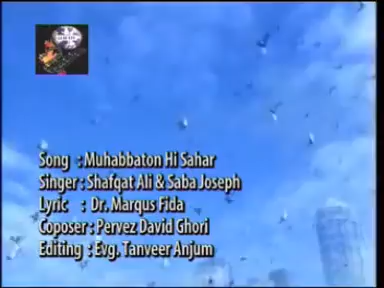 Song : Muhabbaton Hi Sahar
Singer : Shafqat Ali & Saba Joseph
Lyric : Dr. Marqus Fida
Coposer : Pervez David Ghori
Editing : Evg. Tanveer Anjum